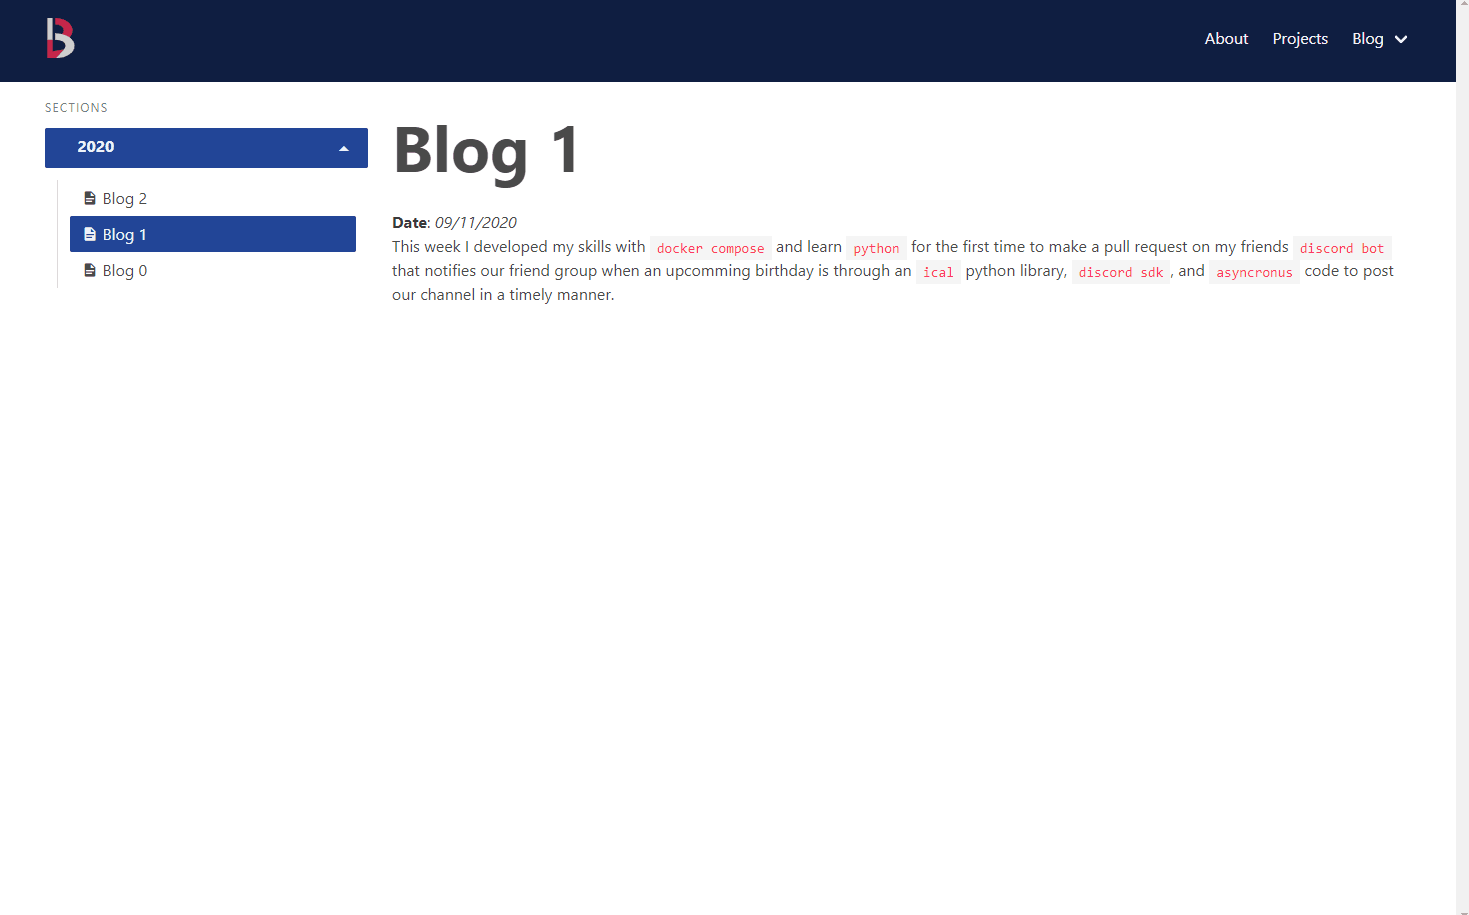 About Projects Blog
SECTIONS
2020
Blog 2
Blog 1
Blog 0
Blog 1
Date: 09/11/2020
This week I developed my skills with docker compose and learn python for the first time to make a pull request on my friends discord bot
that notifies our friend group when an upcomming birthday is through an ical python library, discord sdk, and asyncronus code to post
our channel in a timely manner.